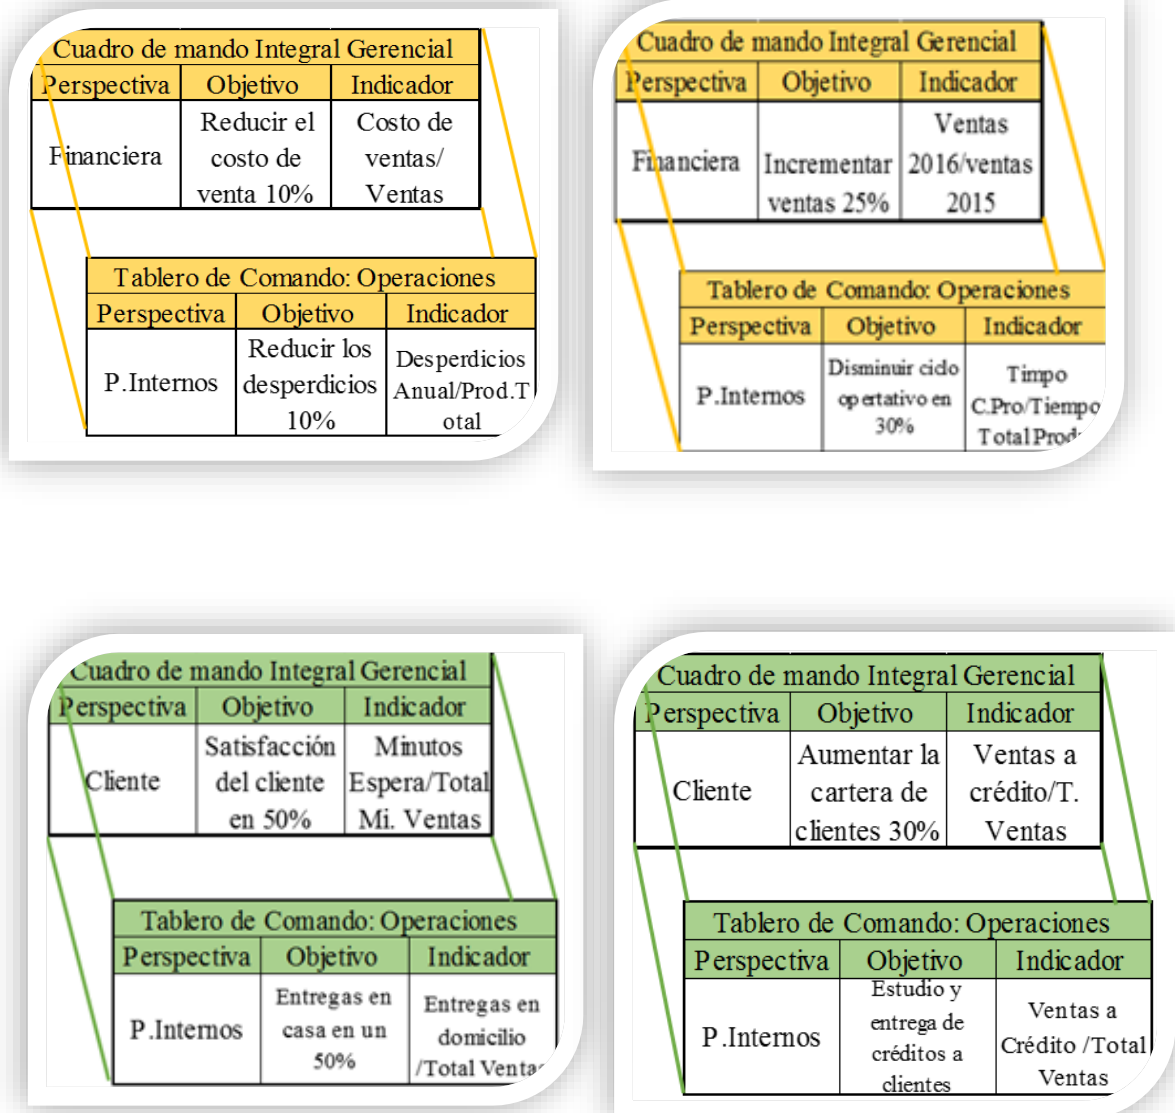 Cuadro de mando Integral Gerencial
Perspectiva Objetivo Indicador
Financiera
Reducir el
costo de
venta 10%
Costo de
ventas/
Ventas
Tablero de Comando: Operaciones
Perspectiva Objetivo Indicador
P.Internos
Reducir los
desperdicios
10%
Desperdicios
Anual/Prod.T
otal
Cuadro de mando Integral Gerencial
Perspectiva Objetivo Indicador
Financiera
Incrementar
ventas 25%
Ventas
2016/ventas
2015
Tablero de Comando: Operaciones
Perspectiva Objetivo Indicador
P.Internos
Disminuir ciclo
opertativo en
30%
Timpo
C.Pro/Tiempo
Total Prod
Cuadro de mando Integral Gerencial
Perspectiva Objetivo Indicador
Cliente
Satisfacción
del cliente
en 50%
Minutos
Espera/Total
Mi. Ventas
Tablero de Comando: Operaciones
Perspectiva Objetivo Indicador
P.Internos
Entregas en
casa en un
50%
Entregas en
domicilio
/Total Ventas
Cuadro de mando Integral Gerencial
Perspectiva Objetivo Indicador
Cliente
Aumentar la
cartera de
clientes 30%
Ventas a
crédito/T.
Ventas
Tablero de Comando: Operaciones
Perspectiva Objetivo Indicador
P.Internos
Estudio y
entrega de
créditos a
clientes
Ventas a
Crédito /Total
Ventas